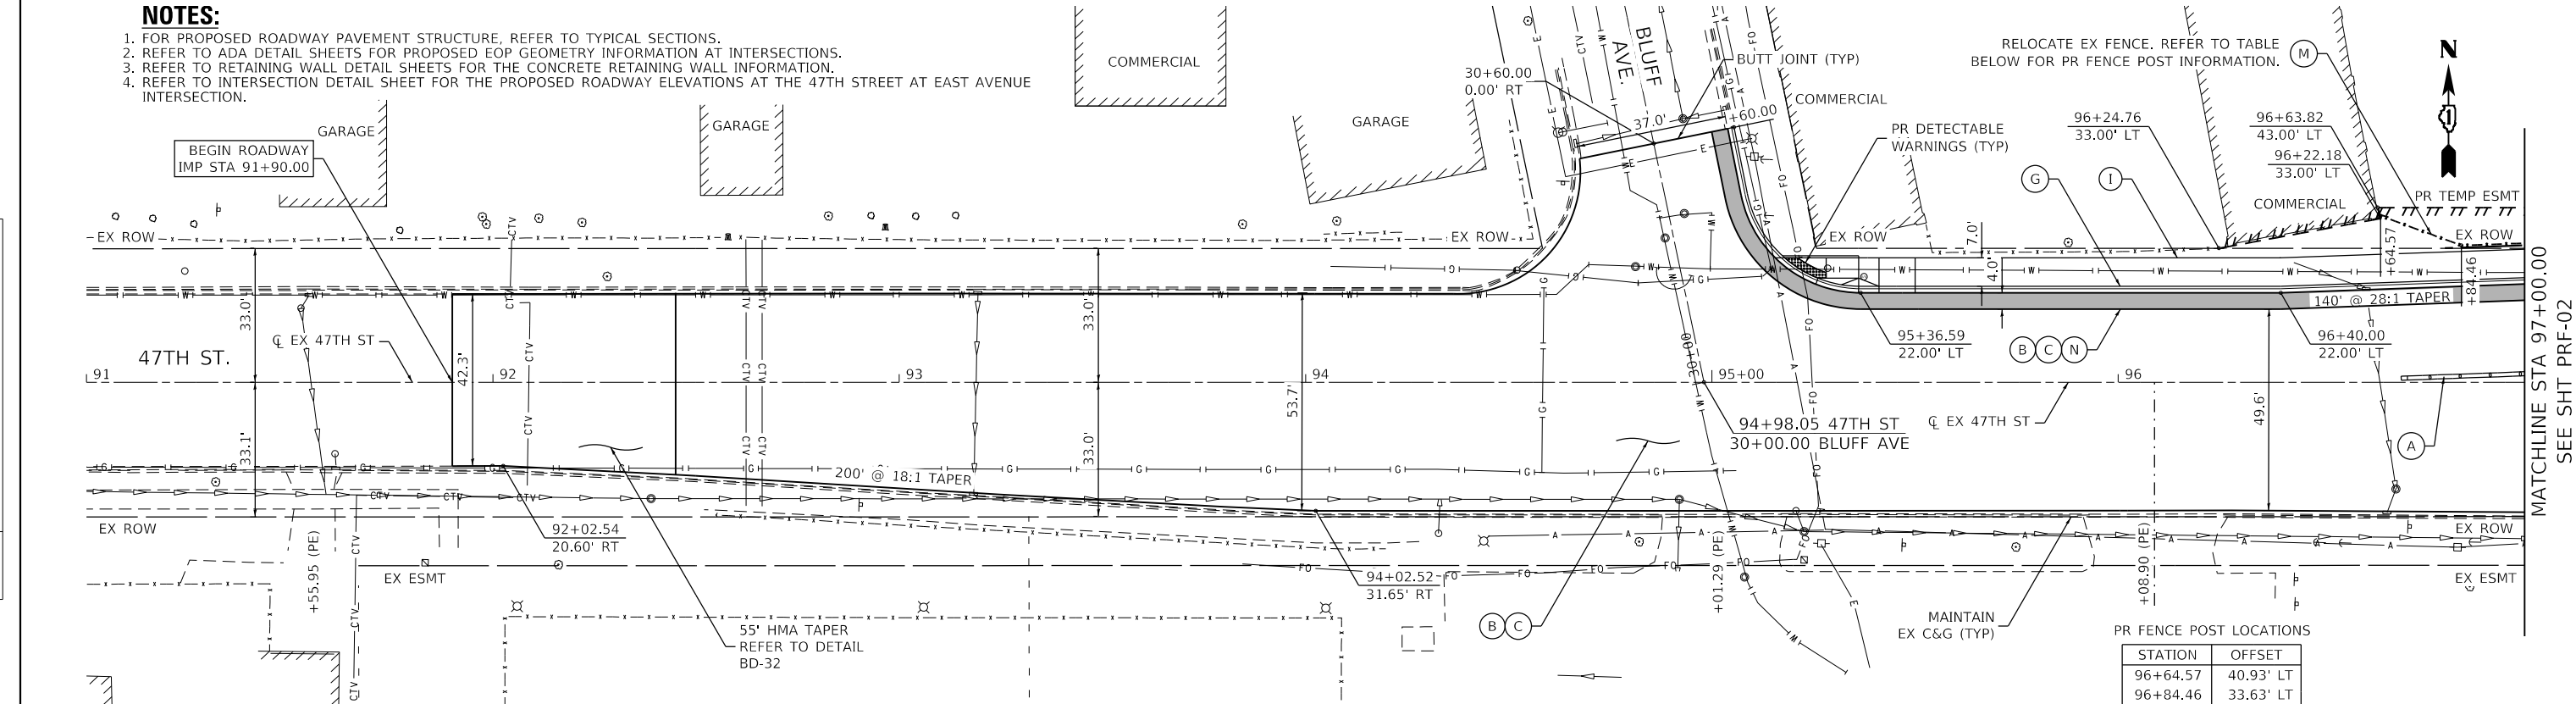 NOTES:
1. FOR PROPOSED ROADWAY PAVEMENT STRUCTURE, REFER TO TYPICAL SECTIONS.
2. REFER TO ADA DETAIL SHEETS FOR PROPOSED EOP GEOMETRY INFORMATION AT INTERSECTIONS.
3. REFER TO RETAINING WALL DETAIL SHEETS FOR THE CONCRETE RETAINING WALL INFORMATION.
4. REFER TO INTERSECTION DETAIL SHEET FOR THE PROPOSED ROADWAY ELEVATIONS AT THE 47TH STREET AT EAST AVENUE
INTERSECTION.
GARAGE
BEGIN ROADWAY
IMP STA 91+90.00
GARAGE
COMMERCIAL
GARAGE
30+60.00
0.00' RT
BLUFF
AVE.
BUTT JOINT (TYP)
37.0'
+60.00
COMMERCIAL
PR DETECTABLE
WARNINGS (TYP)
RELOCATE EX FENCE. REFER TO TABLE
BELOW FOR PR FENCE POST INFORMATION.
M
N
1
96+24.76
33.00' LT
96+63.82
43.00' LT
96+22.18
33.00' LT
G
I
COMMERCIAL
PR TEMP ESMT
EX ROW
EX ROW
EX ROW
EX ROW
7.0'
4.0'
+64.57
+84.46
140' @ 28:1 TAPER
33.0'
33.0'
47TH ST.
℄ EX 47TH ST
42.3'
53.7'
95+36.59
22.00' LT
B
C
N
96+40.00
22.00' LT
91
92
93
94
95+00
96
30+00
94+98.05 47TH ST
30+00.00 BLUFF AVE
℄ EX 47TH ST
49.6'
A
MATCHLINE STA 97+00.00
SEE SHT PRF-02
33.1'
33.0'
200' @ 18:1 TAPER
EX ROW
92+02.54
20.60' RT
EX ROW
+55.95 (PE)
EX ESMT
94+02.52
31.65' RT
+01.29 (PE)
+08.90 (PE)
EX ESMT
55' HMA TAPER
REFER TO DETAIL
BD-32
B
C
MAINTAIN
EX C&G (TYP)
PR FENCE POST LOCATIONS
STATION OFFSET
96+64.57 40.93' LT
96+84.46 33.63' LT